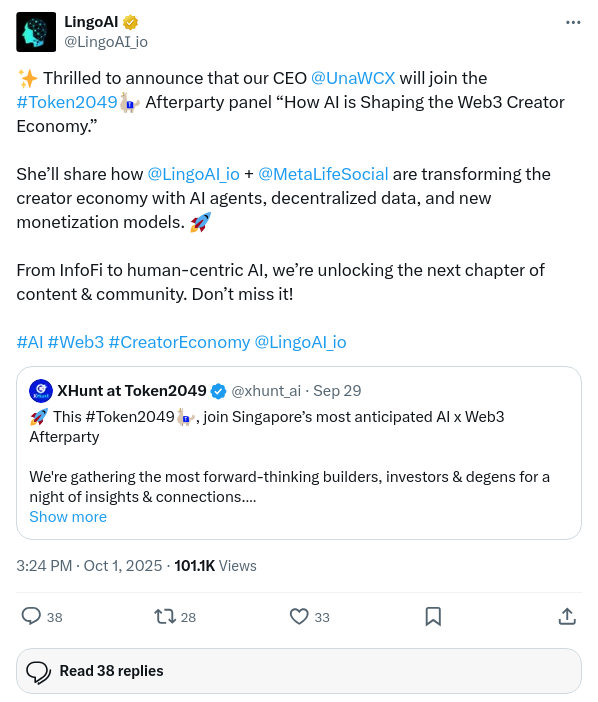 LingoAI
@LingoAI_io
✨ Thrilled to announce that our CEO @UnaWCX will join the
#Token2049 Afterparty panel “How AI is Shaping the Web3 Creator
Economy.”
She’ll share how @LingoAI_io + @MetaLifeSocial are transforming the
creator economy with AI agents, decentralized data, and new
monetization models. 🚀
From InfoFi to human-centric AI, we’re unlocking the next chapter of
content & community. Don’t miss it!
#AI #Web3 #CreatorEconomy @LingoAI_io
XHunt at Token2049 @xhunt_ai · Sep 29
🚀 This #Token2049, join Singapore’s most anticipated AI x Web3
Afterparty
We're gathering the most forward-thinking builders, investors & degens for a
night of insights & connections....
Show more
3:24 PM · Oct 1, 2025 · 101.1K Views
38 28 33
Read 38 replies